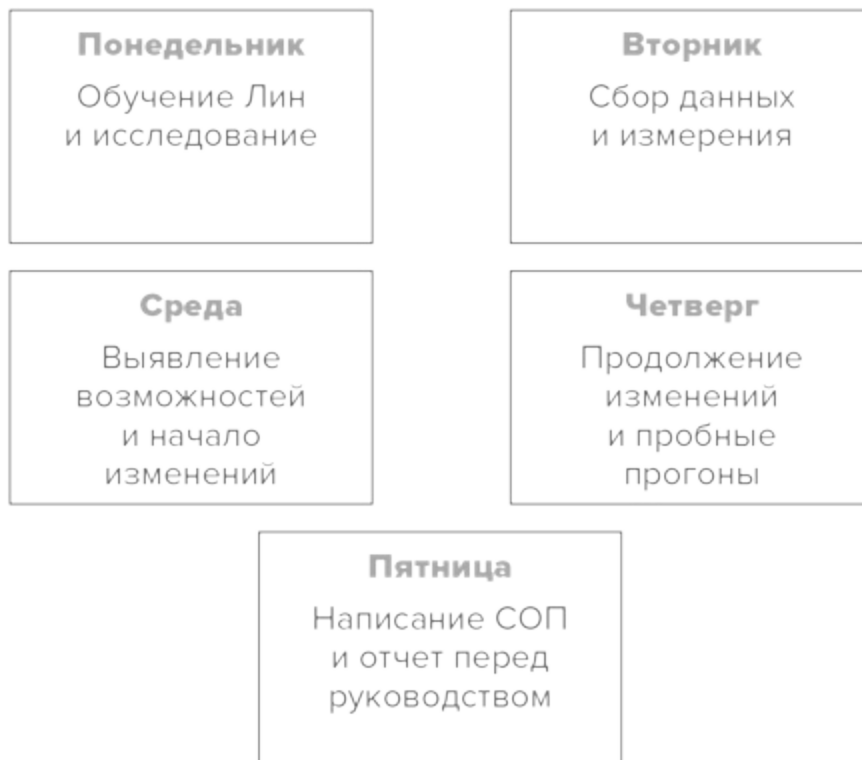 Понедельник
Обучение Лин
и исследование
Вторник
Сбор данных
и измерения
Среда
Выявление
возможностей
и начало
изменений
Четверг
Продолжение
изменений
и пробные
прогоны
Пятница
Написание СОП
и отчет перед
руководством